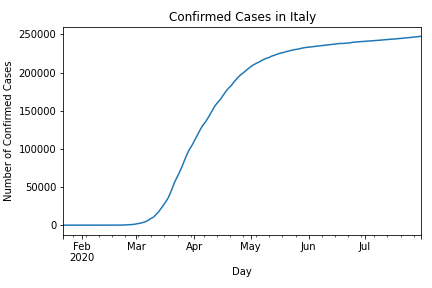 Confirmed Cases in Italy
Number of Confirmed Cases
250000
200000
150000
100000
50000
0
Feb
2020
Mar
Apr
May
Jun
Jul
Day